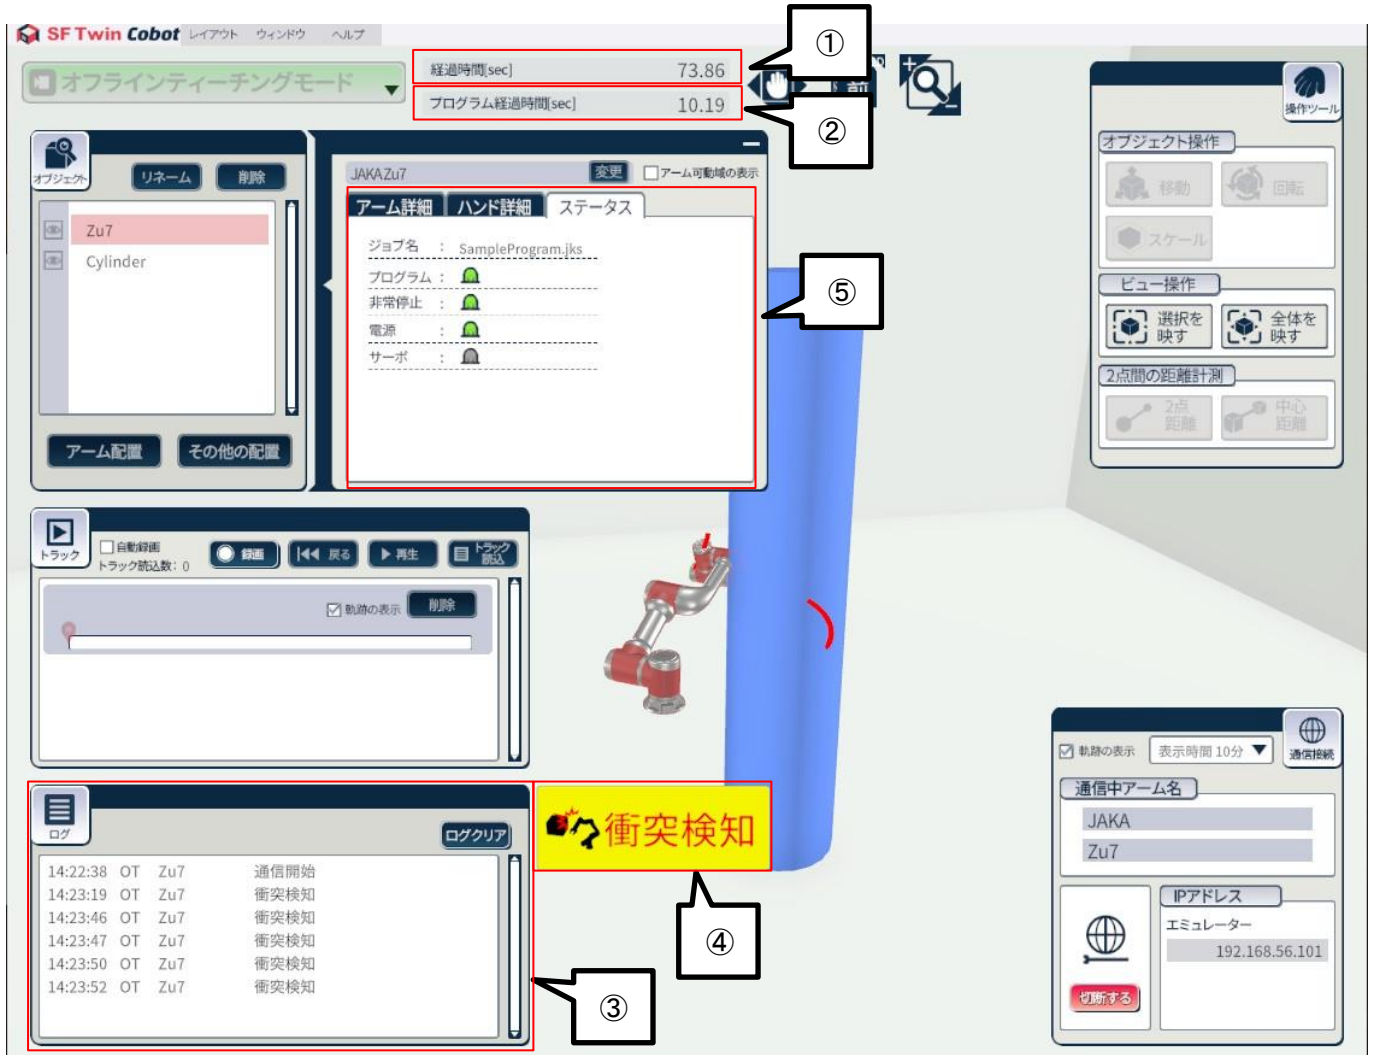 SF Twin Cobot レイアウト ウィンドウ ヘルプ
オフラインティーチングモード
経過時間[sec] 73.86
プログラム経過時間[sec] 10.19
①
②
操作ツール
オブジェクト操作
移動 回転
スケール
ビュー操作
選択を
映す
全体を
映す
2点間の距離計測
2点
距離
中心
距離
オブジェクト
リネーム 削除
Zu7
Cylinder
アーム配置 その他の配置
JAKA Zu7 変更 アーム可動域の表示
アーム詳細 ハンド詳細 ステータス
ジョブ名 : SampleProgram.jks
プログラム :
非常停止 :
電源 :
サーボ :
⑤
トラック
自動録画
トラック読込数: 0
録画 戻る 再生 トラック
読込
軌跡の表示 削除
ログ
ログクリア
14:22:38 OT Zu7 通信開始
14:23:19 OT Zu7 衝突検知
14:23:46 OT Zu7 衝突検知
14:23:47 OT Zu7 衝突検知
14:23:50 OT Zu7 衝突検知
14:23:52 OT Zu7 衝突検知
③
衝突検知
④
軌跡の表示 表示時間 10分 通信接続
通信中アーム名
JAKA
Zu7
IPアドレス
エミュレーター
192.168.56.101
切断する